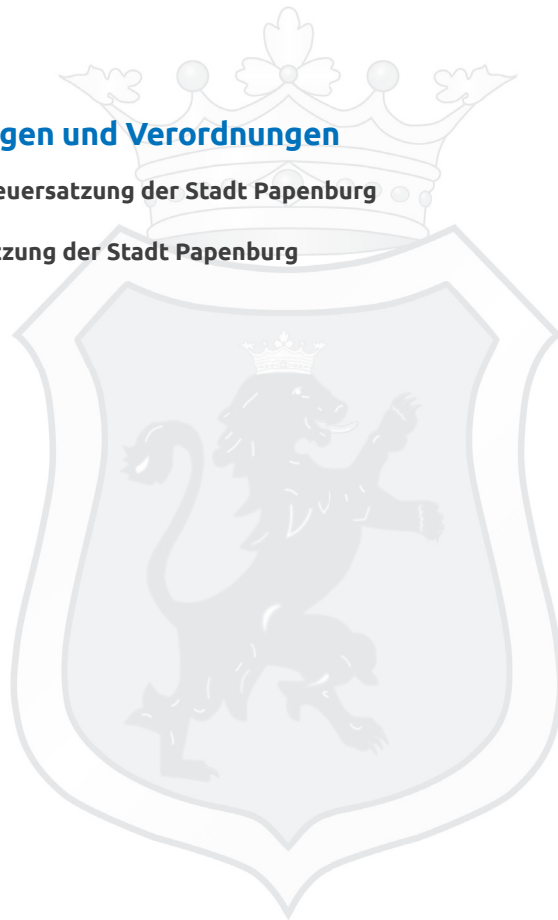 gen und Verordnungen
euersatzung der Stadt Papenburg
tzung der Stadt Papenburg